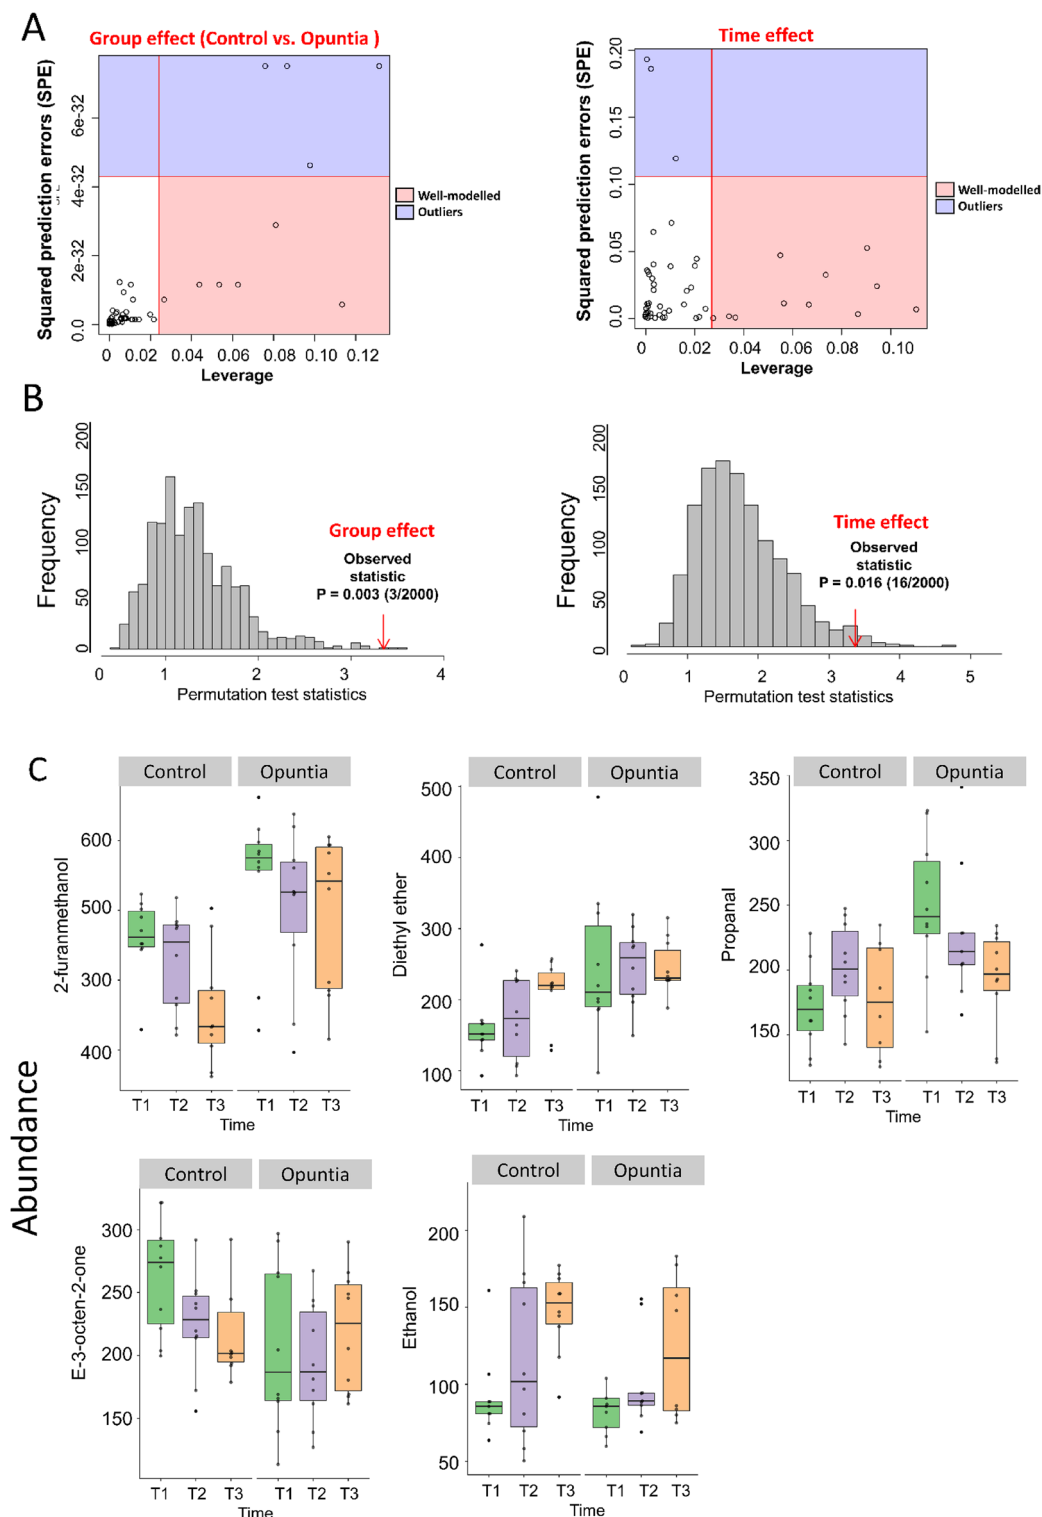 A
Group effect (Control vs. Opuntia )
Time effect
Squared prediction errors (SPE)
0.0
2e-32
4e-32
6e-32
0
0.02
0.04
0.06
0.08
0.10
0.12
Leverage
Well-modelled
Outliers
Squared prediction errors (SPE)
0.0
0.05
0.10
0.15
0.20
0
0.02
0.04
0.06
0.08
0.10
Leverage
Well-modelled
Outliers
B
Frequency
0
50
100
150
200
Group effect
Observed
statistic
P = 0.003 (3/2000)
0
1
2
3
4
Permutation test statistics
Frequency
0
50
100
150
200
Time effect
Observed
statistic
P = 0.016 (16/2000)
0
1
2
3
4
5
Permutation test statistics
C
Abundance
Control
Opuntia
2-furanmethanol
600
500
300
400
T1 T2 T3 T1 T2 T3
Time
Control
Opuntia
Diethyl ether
500
400
300
200
100
T1 T2 T3 T1 T2 T3
Time
Control
Opuntia
Propanal
350
300
250
200
150
T1 T2 T3 T1 T2 T3
Time
Control
Opuntia
E-3-octen-2-one
300
250
200
150
T1 T2 T3 T1 T2 T3
Time
Control
Opuntia
Ethanol
200
150
100
50
T1 T2 T3 T1 T2 T3
Time